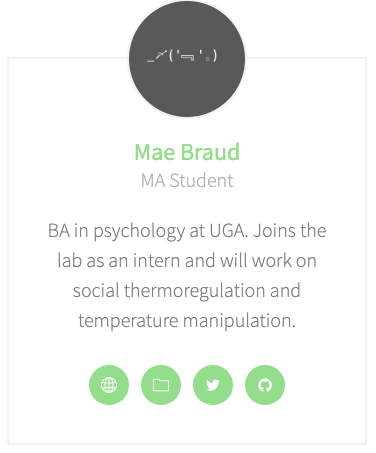 _〆('﹃'。)
Mae Braud
MA Student
BA in psychology at UGA. Joins the
lab as an intern and will work on
social thermoregulation and
temperature manipulation.